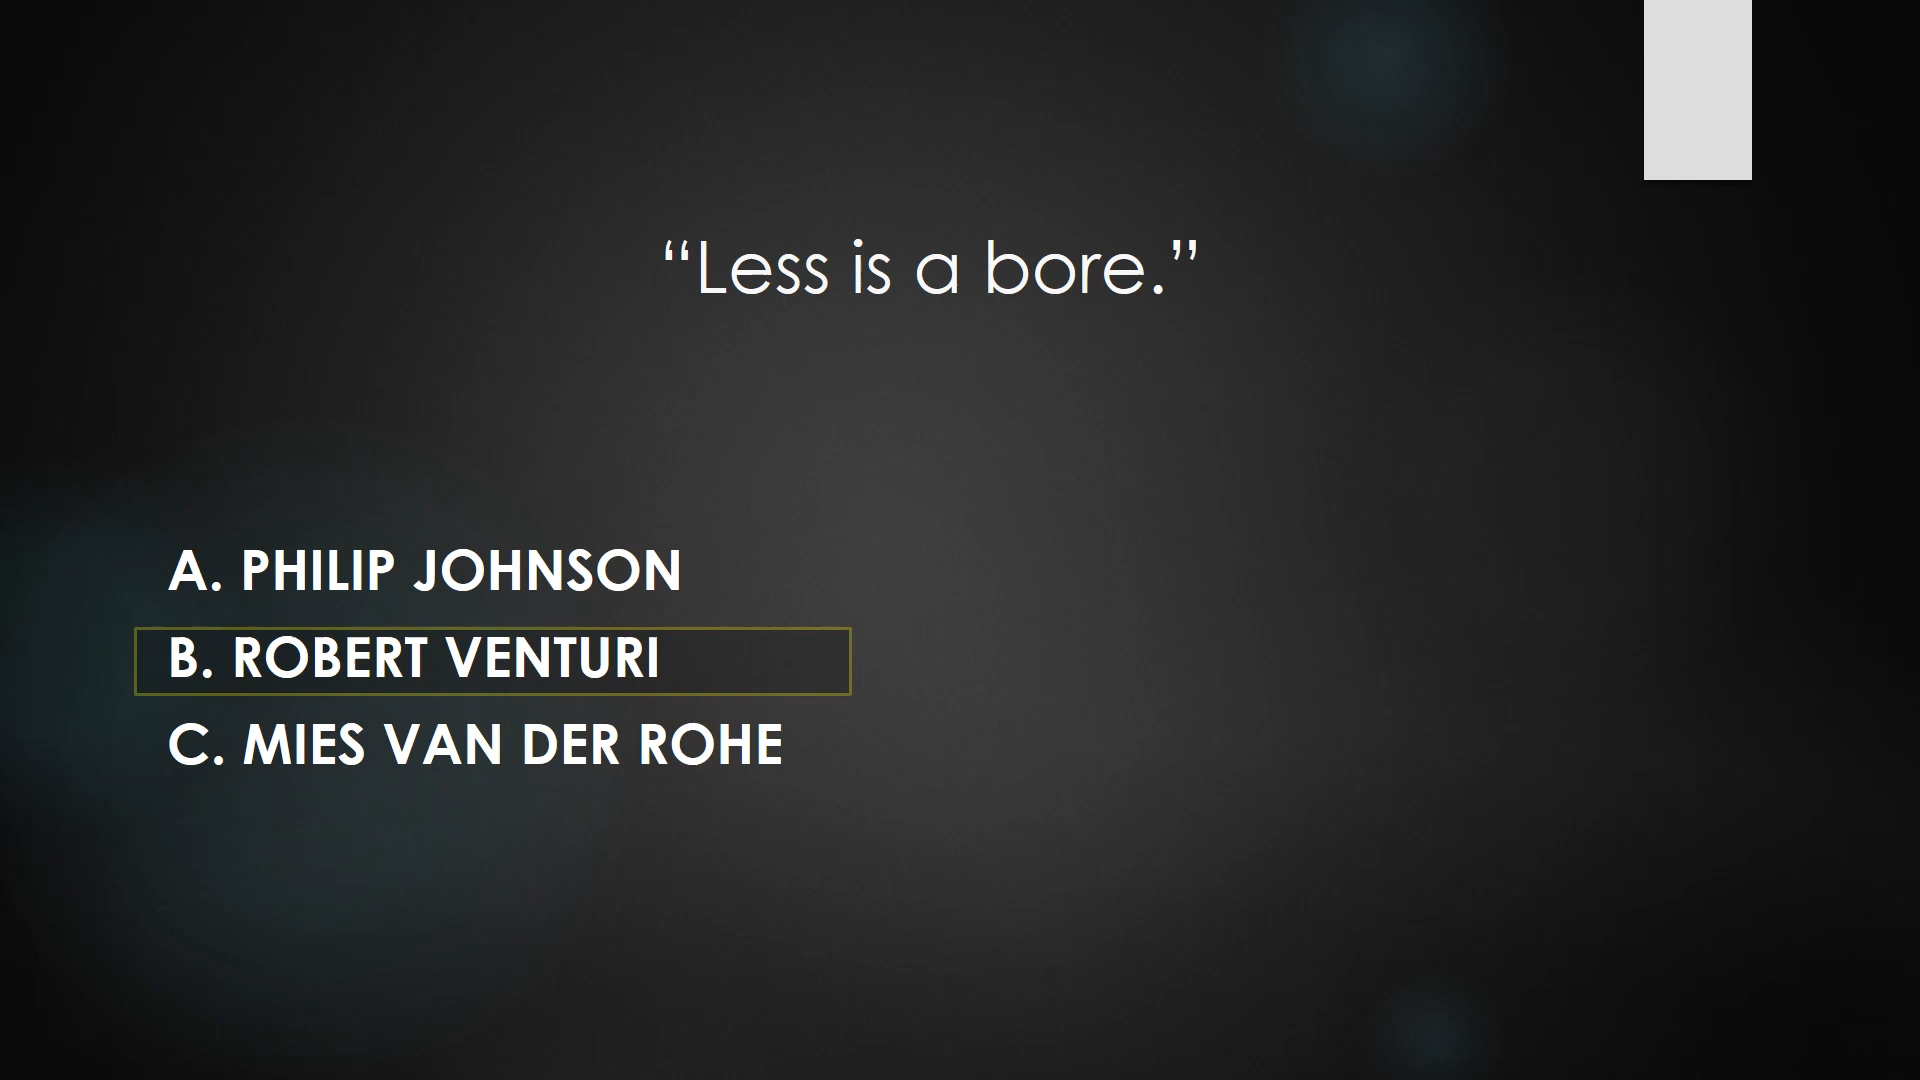 “Less is a bore.”
A. PHILIP JOHNSON
B. ROBERT VENTURI
C. MIES VAN DER ROHE